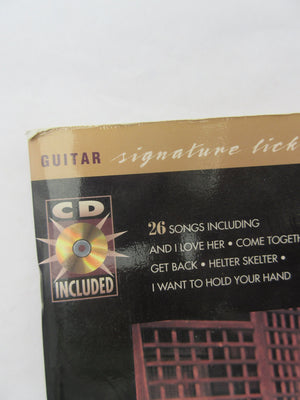 GUITAR signature lick
CD
INCLUDED
26 SONGS INCLUDING
AND I LOVE HER • COME TOGETH
GET BACK • HELTER SKELTER •
I WANT TO HOLD YOUR HAND